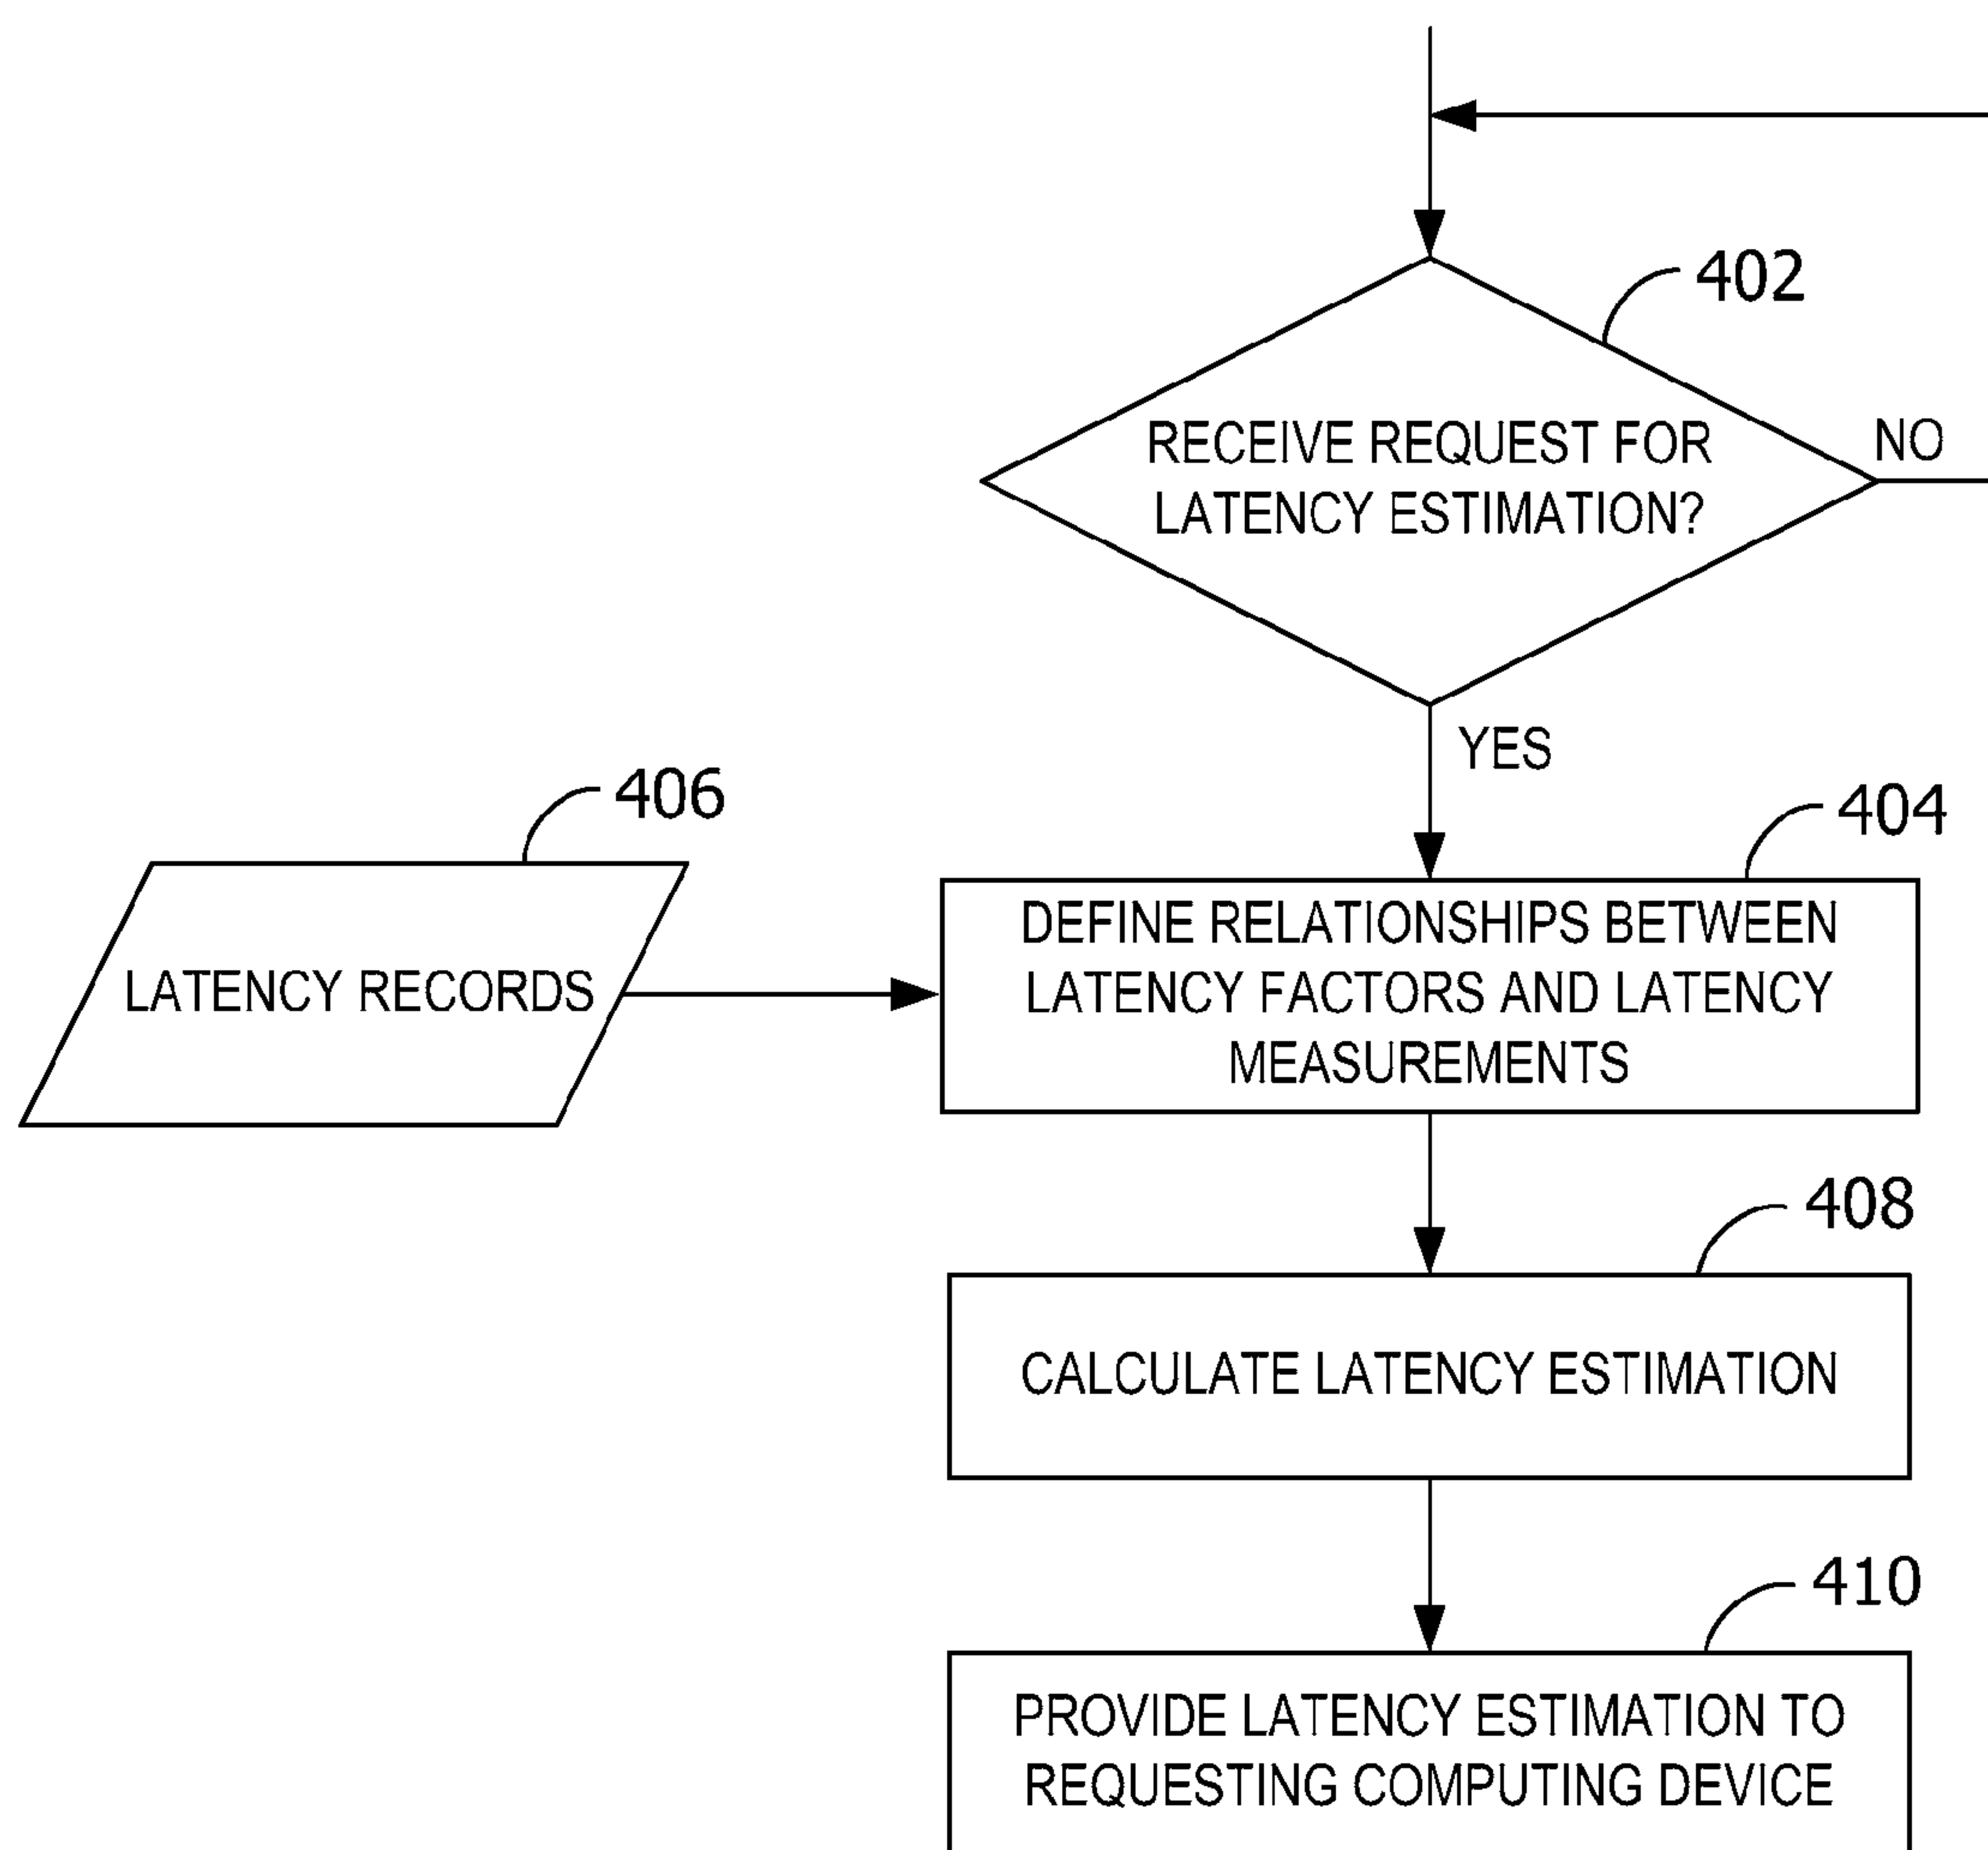 402
RECEIVE REQUEST FOR
LATENCY ESTIMATION?
NO
YES
406
404
LATENCY RECORDS
DEFINE RELATIONSHIPS BETWEEN
LATENCY FACTORS AND LATENCY
MEASUREMENTS
408
CALCULATE LATENCY ESTIMATION
410
PROVIDE LATENCY ESTIMATION TO
REQUESTING COMPUTING DEVICE